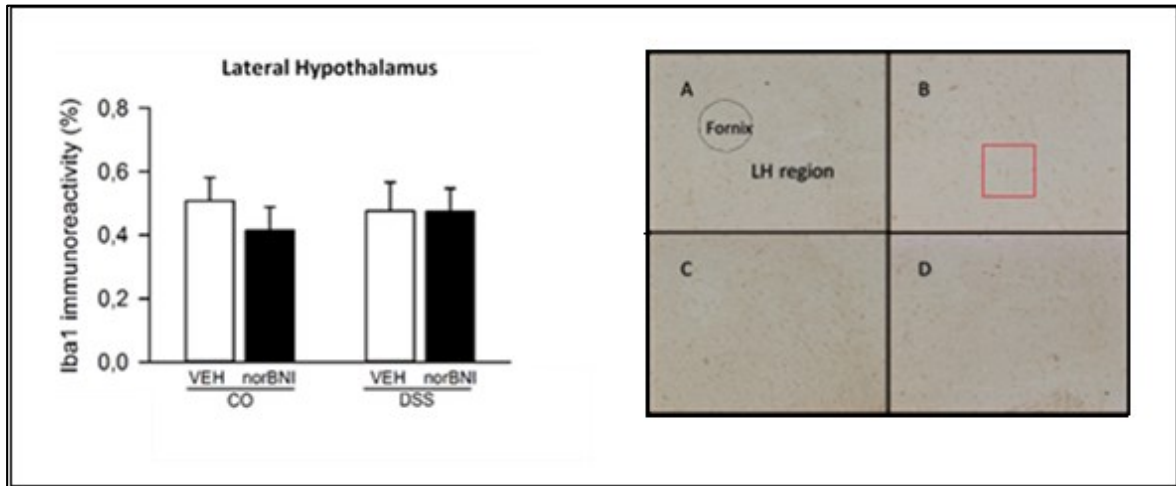 Lateral Hypothalamus
Iba1 immunoreactivity (%)
0,8
0,6
0,4
0,2
0,0
VEH norBNI VEH norBNI
CO DSS
A B
Fornix
LH region
C D